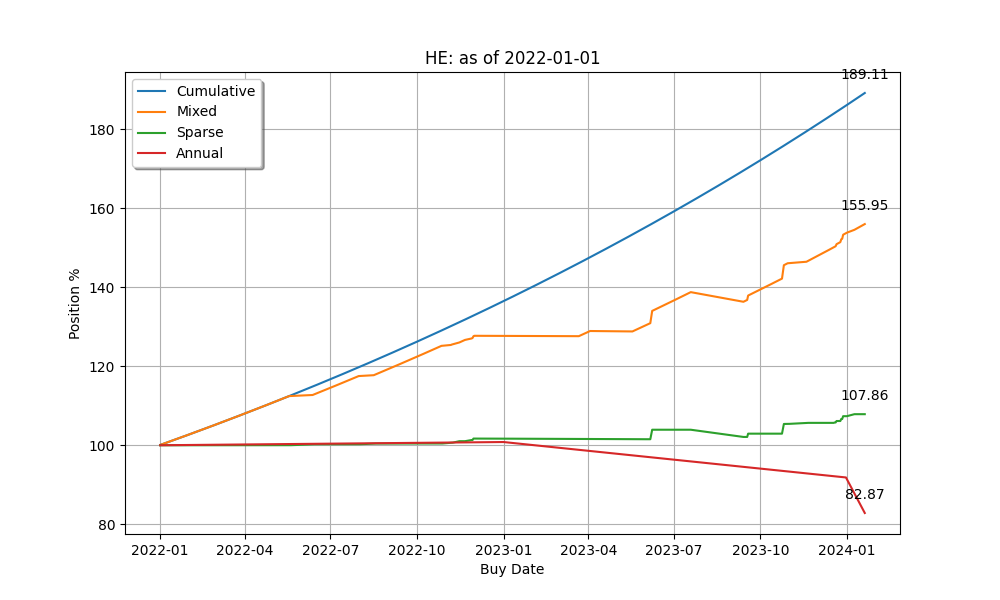 HE: as of 2022-01-01
189.11
Cumulative
Mixed
Sparse
Annual
180
160
155.95
140
Position %
120
107.86
100
82.87
80
2022-01 2022-04 2022-07 2022-10 2023-01 2023-04 2023-07 2023-10 2024-01
Buy Date